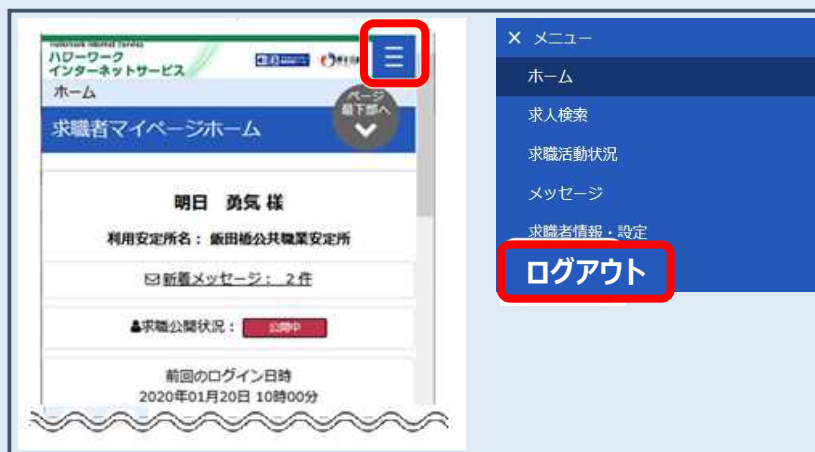 ハローワーク
インターネットサービス
ホーム
ページ
最下部へ
求職者マイページホーム
明日 勇気 様
利用安定所名： 飯田橋公共職業安定所
新着メッセージ： 2件
求職公開状況： 公開中
前回のログイン日時
2020年01月20日 10時00分
× メニュー
ホーム
求人検索
求職活動状況
メッセージ
求職者情報・設定
ログアウト